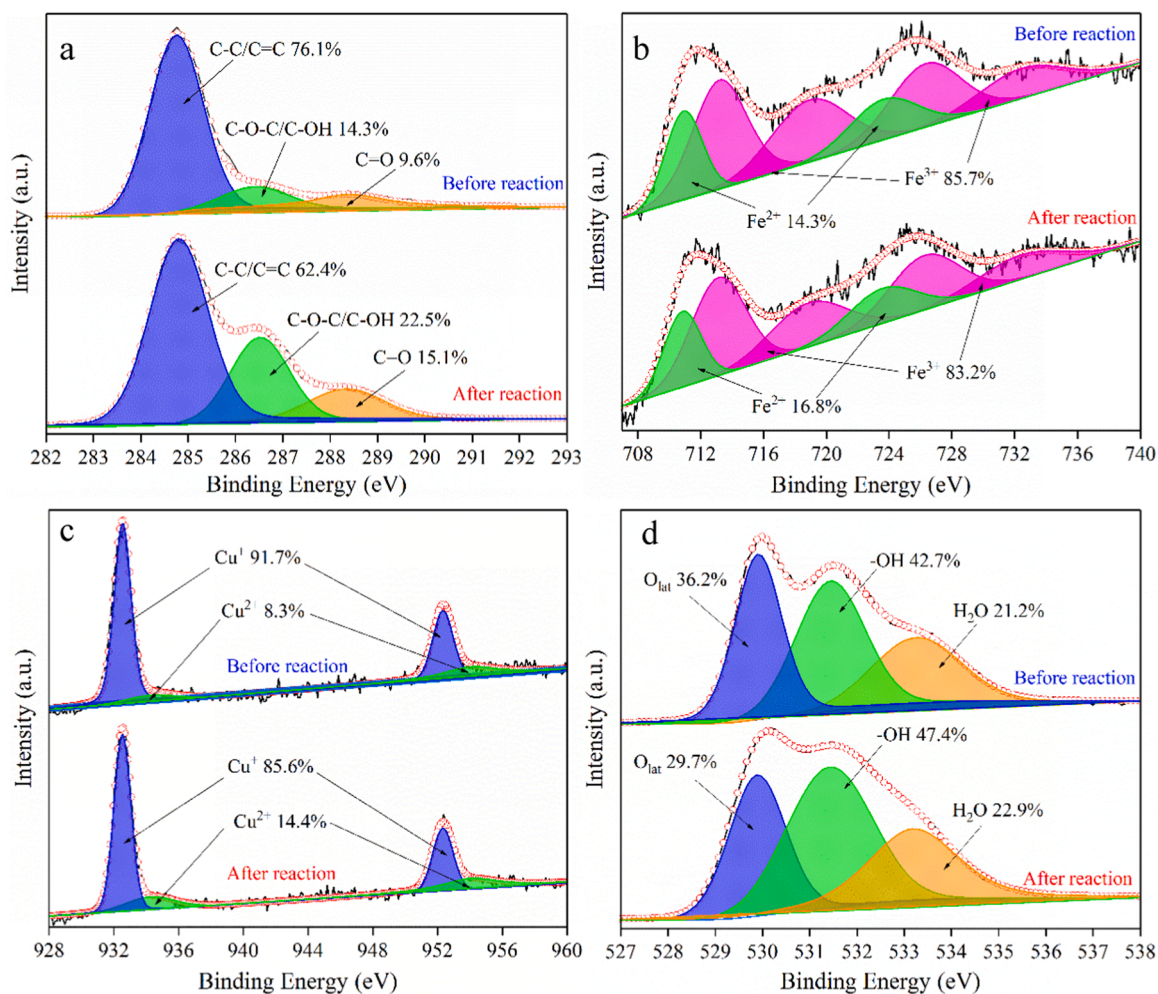 a
C-C/C=C 76.1%
C-O-C/C-OH 14.3%
C=O 9.6%
Before reaction
C-C/C=C 62.4%
C-O-C/C-OH 22.5%
C=O 15.1%
After reaction
Intensity (a.u.)
282 283 284 285 286 287 288 289 290 291 292 293
Binding Energy (eV)
b
Before reaction
Fe³⁺ 85.7%
Fe²⁺ 14.3%
After reaction
Fe³⁺ 83.2%
Fe²⁺ 16.8%
Intensity (a.u.)
708 712 716 720 724 728 732 736 740
Binding Energy (eV)
c
Cu⁺ 91.7%
Cu²⁺ 8.3%
Before reaction
Cu⁺ 85.6%
Cu²⁺ 14.4%
After reaction
Intensity (a.u.)
928 932 936 940 944 948 952 956 960
Binding Energy (eV)
d
-OH 42.7%
Oₗₐₜ 36.2%
H₂O 21.2%
Before reaction
-OH 47.4%
Oₗₐₜ 29.7%
H₂O 22.9%
After reaction
Intensity (a.u.)
527 528 529 530 531 532 533 534 535 536 537 538
Binding Energy (eV)